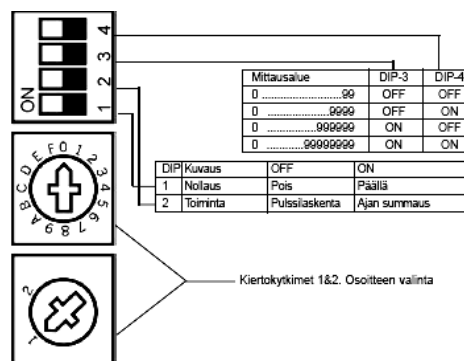 ON
1 2 3 4
Mittausalue DIP-3 DIP-4
0 ........................99 OFF OFF
0 ....................9999 OFF ON
0 ................999999 ON OFF
0 ............99999999 ON ON
DIP Kuvaus OFF ON
1 Nollaus Pois Päällä
2 Toiminta Pulssilaskenta Ajan summaus
0 1 2 3 4 5 6 7 8 9 A B C D E F
Kiertokytkimet 1&2. Osoitteen valinta
1 2